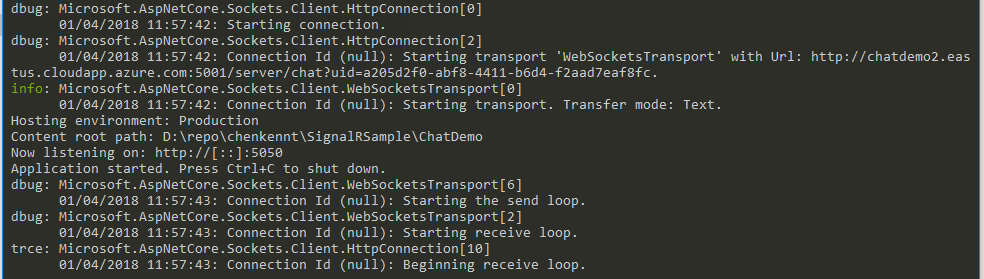 dbug: Microsoft.AspNetCore.Sockets.Client.HttpConnection[0]
01/04/2018 11:57:42: Starting connection.
dbug: Microsoft.AspNetCore.Sockets.Client.HttpConnection[2]
01/04/2018 11:57:42: Connection Id (null): Starting transport 'WebSocketsTransport' with Url: http://chatdemo2.eas
tus.cloudapp.azure.com:5001/server/chat?uid=a205d2f0-abf8-4411-b6d4-f2aad7eaf8fc.
info: Microsoft.AspNetCore.Sockets.Client.WebSocketsTransport[0]
01/04/2018 11:57:42: Connection Id (null): Starting transport. Transfer mode: Text.
Hosting environment: Production
Content root path: D:\repo\chenkennt\SignalRSample\ChatDemo
Now listening on: http://[::]:5050
Application started. Press Ctrl+C to shut down.
dbug: Microsoft.AspNetCore.Sockets.Client.WebSocketsTransport[6]
01/04/2018 11:57:43: Connection Id (null): Starting the send loop.
dbug: Microsoft.AspNetCore.Sockets.Client.WebSocketsTransport[2]
01/04/2018 11:57:43: Connection Id (null): Starting receive loop.
trce: Microsoft.AspNetCore.Sockets.Client.HttpConnection[10]
01/04/2018 11:57:43: Connection Id (null): Beginning receive loop.